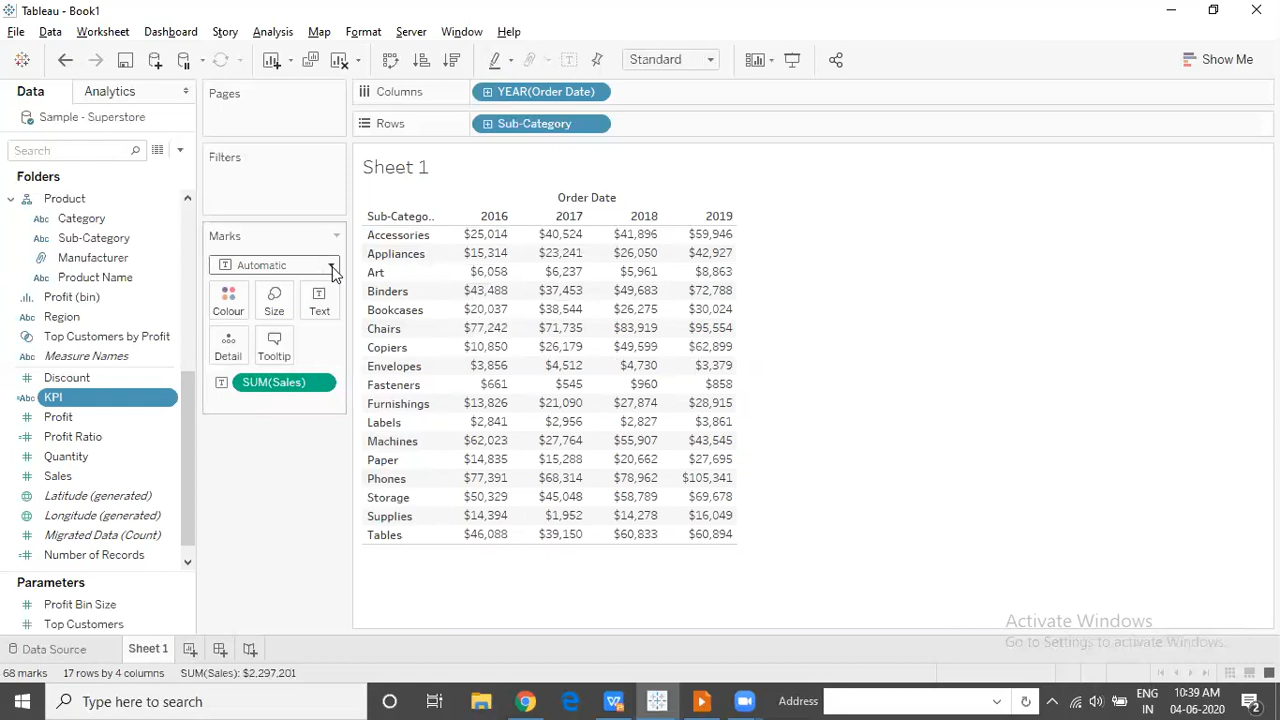 Tableau - Book1
File Data Worksheet Dashboard Story Analysis Map Format Server Window Help
Standard
Show Me
Data Analytics
Sample - Superstore
Search
Folders
Product
Abc Category
Abc Sub-Category
Abc Manufacturer
Abc Product Name
Profit (bin)
Abc Region
Top Customers by Profit
Abc Measure Names
# Discount
=Abc KPI
# Profit
=# Profit Ratio
# Quantity
# Sales
Latitude (generated)
Longitude (generated)
# Migrated Data (Count)
=# Number of Records
Parameters
# Profit Bin Size
# Top Customers
Pages
Filters
Marks
T Automatic
Colour Size Text
Detail Tooltip
T SUM(Sales)
Columns YEAR(Order Date)
Rows Sub-Category
Sheet 1
Order Date
Sub-Catego.. 2016 2017 2018 2019
Accessories $25,014 $40,524 $41,896 $59,946
Appliances $15,314 $23,241 $26,050 $42,927
Art $6,058 $6,237 $5,961 $8,863
Binders $43,488 $37,453 $49,683 $72,788
Bookcases $20,037 $38,544 $26,275 $30,024
Chairs $77,242 $71,735 $83,919 $95,554
Copiers $10,850 $26,179 $49,599 $62,899
Envelopes $3,856 $4,512 $4,730 $3,379
Fasteners $661 $545 $960 $858
Furnishings $13,826 $21,090 $27,874 $28,915
Labels $2,841 $2,956 $2,827 $3,861
Machines $62,023 $27,764 $55,907 $43,545
Paper $14,835 $15,288 $20,662 $27,695
Phones $77,391 $68,314 $78,962 $105,341
Storage $50,329 $45,048 $58,789 $69,678
Supplies $14,394 $1,952 $14,278 $16,049
Tables $46,088 $39,150 $60,833 $60,894
Activate Windows
Go to Settings to activate Windows.
Data Source Sheet 1
68 marks 17 rows by 4 columns SUM(Sales): $2,297,201
Type here to search
Address
ENG
IN
10:39 AM
04-06-2020
2